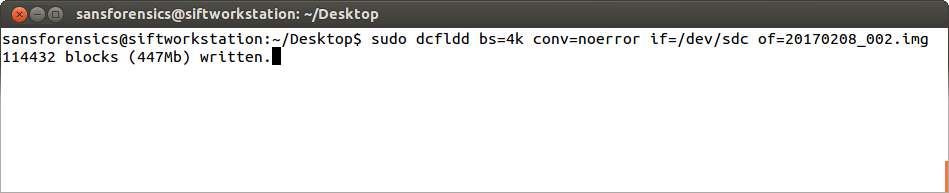 sansforensics@siftworkstation: ~/Desktop
sansforensics@siftworkstation:~/Desktop$ sudo dcfldd bs=4k conv=noerror if=/dev/sdc of=20170208_002.img
114432 blocks (447Mb) written.